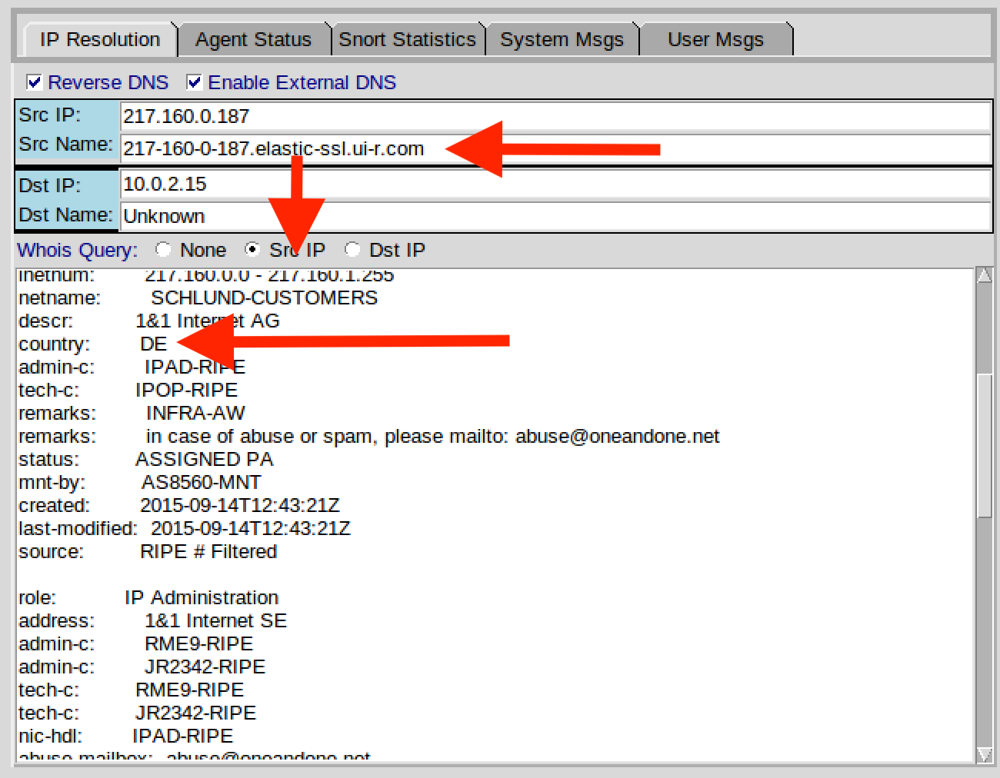 IP Resolution Agent Status Snort Statistics System Msgs User Msgs
Reverse DNS Enable External DNS
Src IP: 217.160.0.187
Src Name: 217-160-0-187.elastic-ssl.ui-r.com
Dst IP: 10.0.2.15
Dst Name: Unknown
Whois Query: None Src IP Dst IP
inetnum: 217.160.0.0 - 217.160.1.255
netname: SCHLUND-CUSTOMERS
descr: 1&1 Internet AG
country: DE
admin-c: IPAD-RIPE
tech-c: IPOP-RIPE
remarks: INFRA-AW
remarks: in case of abuse or spam, please mailto: abuse@oneandone.net
status: ASSIGNED PA
mnt-by: AS8560-MNT
created: 2015-09-14T12:43:21Z
last-modified: 2015-09-14T12:43:21Z
source: RIPE # Filtered
role: IP Administration
address: 1&1 Internet SE
admin-c: RME9-RIPE
admin-c: JR2342-RIPE
tech-c: RME9-RIPE
tech-c: JR2342-RIPE
nic-hdl: IPAD-RIPE
abuse-mailbox: abuse@oneandone.net